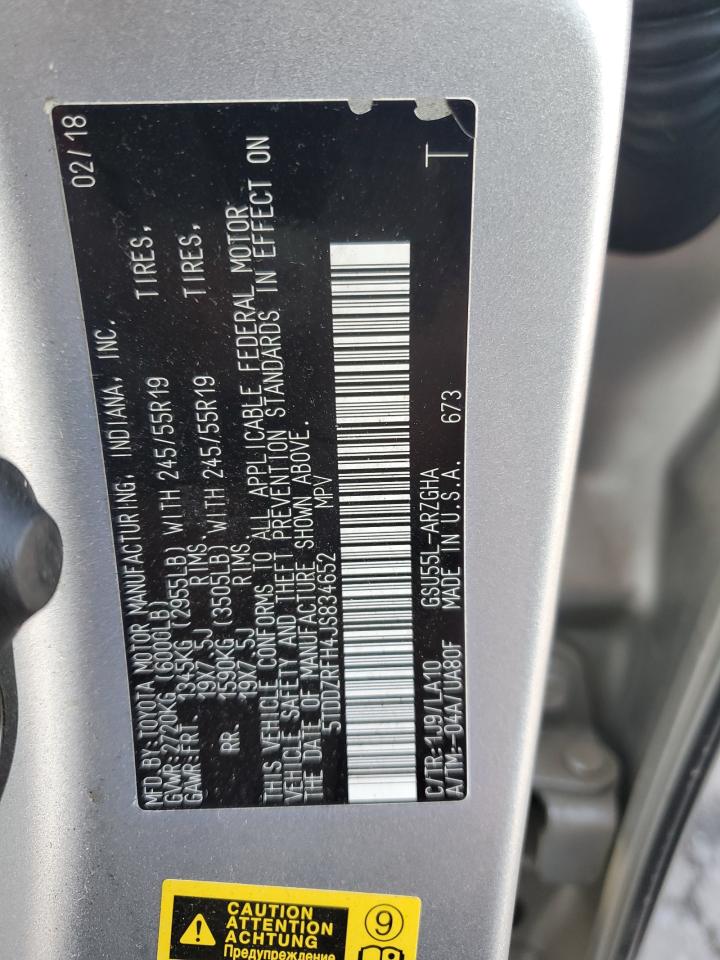 MFD.BY:TOYOTA MOTOR MANUFACTURING, INDIANA, INC. 02/18
GVWR:2720KG (6000LB)
GAWR:FRT. 1345KG (2955LB) WITH 245/55R19 TIRES,
19X7.5J RIMS,
RR. 1590KG (3505LB) WITH 245/55R19 TIRES,
19X7.5J RIMS
THIS VEHICLE CONFORMS TO ALL APPLICABLE FEDERAL MOTOR
VEHICLE SAFETY AND THEFT PREVENTION STANDARDS IN EFFECT ON
THE DATE OF MANUFACTURE SHOWN ABOVE.
5TDDZRFH4JS834652 MPV
C/TR:1J9/LA10 GSU55L-ARZGHA
A/TM:-04A/UA80F MADE IN U.S.A. 673 T
CAUTION
ATTENTION
ACHTUNG
Предупреждение
9